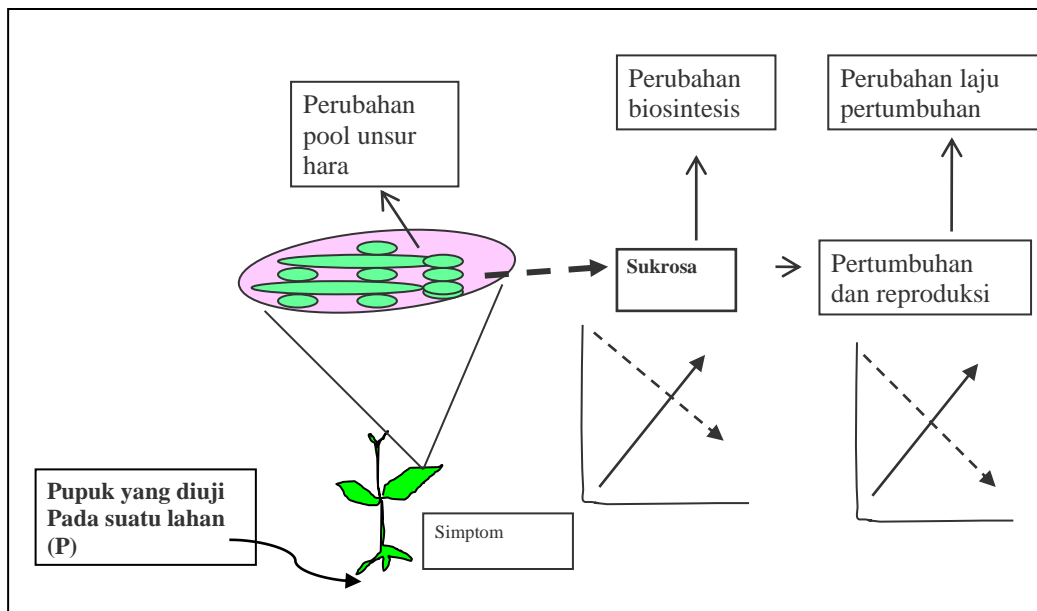 Perubahan
pool unsur
hara
Perubahan
biosintesis
Perubahan laju
pertumbuhan
Sukrosa
Pertumbuhan
dan reproduksi
Pupuk yang diuji
Pada suatu lahan
(P)
Simptom